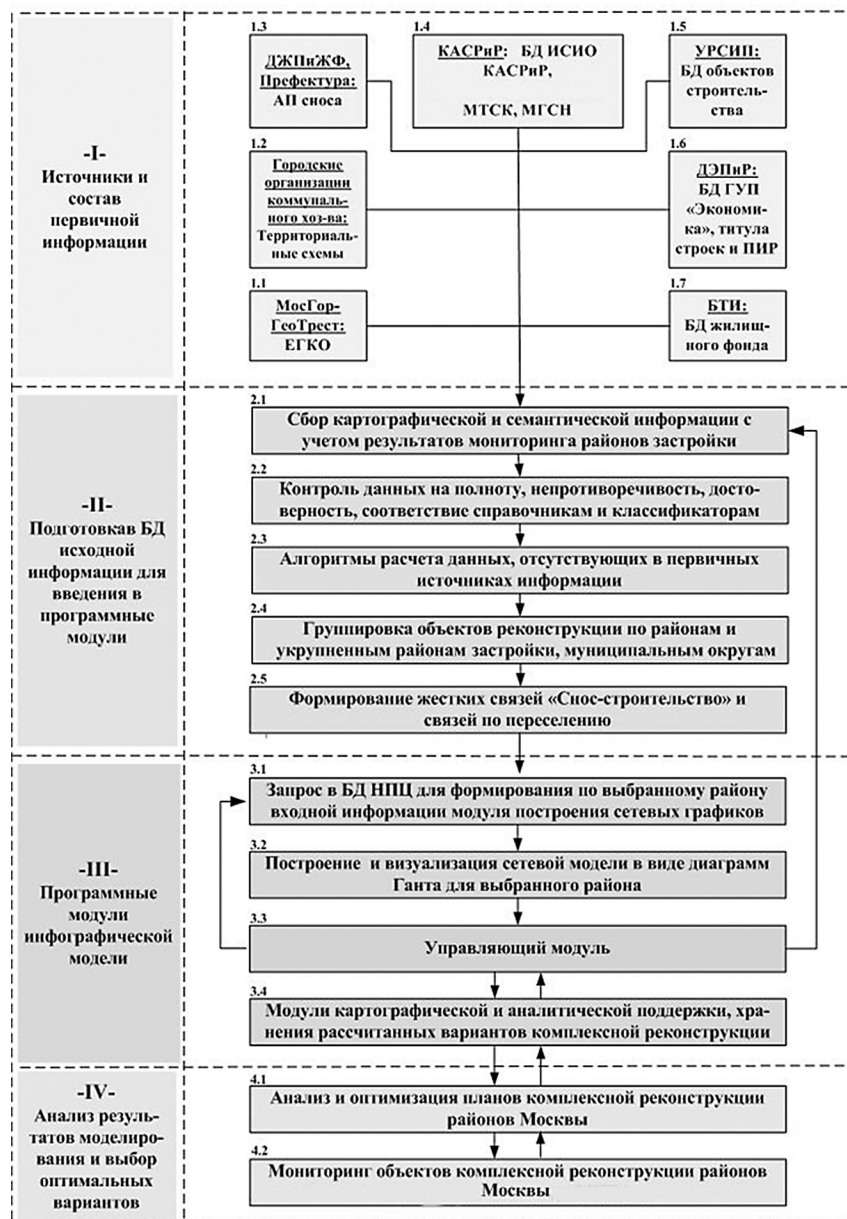 -I-
Источники и
состав
первичной
информации
1.3
ДЖПиЖФ,
Префектура:
АП сноса
1.4
КАСРиР: БД ИСИО
КАСРиР,
МТСК, МГСН
1.5
УРСИП:
БД объектов
строитель-
ства
1.2
Городские
организации
коммуналь-
ного хоз-ва:
Территориаль-
ные схемы
1.6
ДЭПиР:
БД ГУП
«Экономи-
ка», титула
строек и ПИР
1.1
МосГор-
ГеоТрест:
ЕГКО
1.7
БТИ:
БД жилищ-
ного фонда
-II-
Подготовкав БД
исходной
информации для
введения в
программные
модули
2.1
Сбор картографической и семантической информации с
учетом результатов мониторинга районов застройки
2.2
Контроль данных на полноту, непротиворечивость, досто-
верность, соответствие справочникам и классификаторам
2.3
Алгоритмы расчета данных, отсутствующих в первичных
источниках информации
2.4
Группировка объектов реконструкции по районам и
укрупненным районам застройки, муниципальным округам
2.5
Формирование жестких связей «Снос-строительство» и
связей по переселению
-III-
Программные
модули
инфографической
модели
3.1
Запрос в БД НПЦ для формирования по выбранному району
входной информации модуля построения сетевых графиков
3.2
Построение и визуализация сетевой модели в виде диаграмм
Ганта для выбранного района
3.3
Управляющий модуль
3.4
Модули картографической и аналитической поддержки, хра-
нения рассчитанных вариантов комплексной реконструкции
-IV-
Анализ резуль-
татов моделиро-
вания и выбор
оптимальных
вариантов
4.1
Анализ и оптимизация планов комплексной реконструкции
районов Москвы
4.2
Мониторинг объектов комплексной реконструкции районов
Москвы